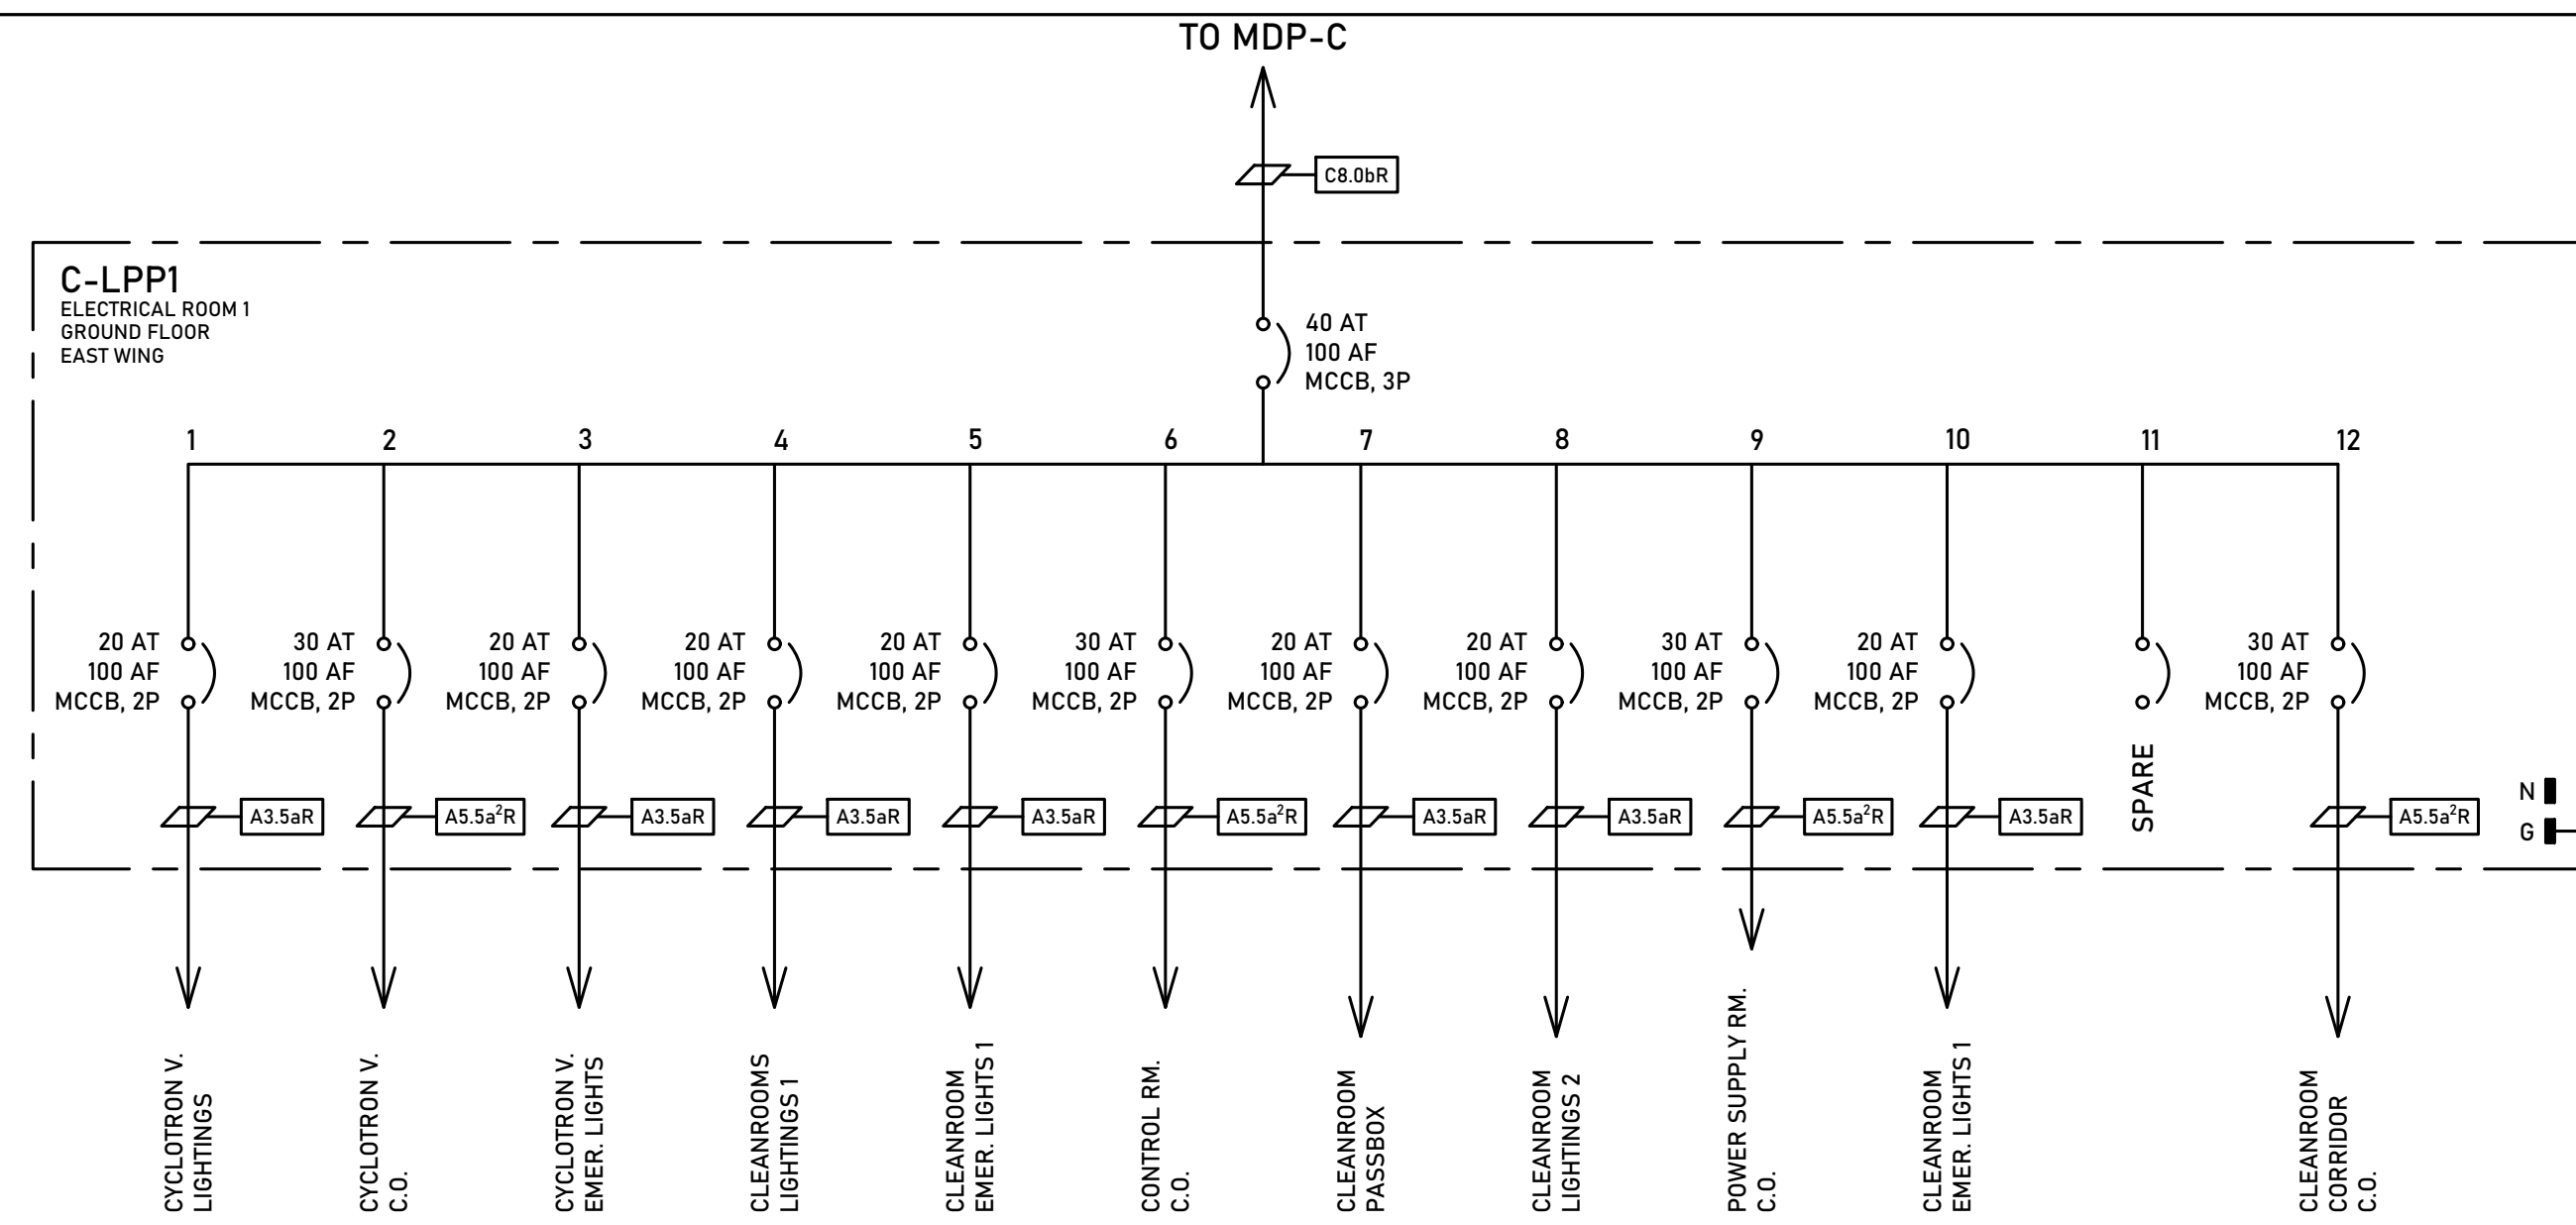 TO MDP-C
C8.0bR
C-LPP1
ELECTRICAL ROOM 1
GROUND FLOOR
EAST WING
40 AT
100 AF
MCCB, 3P
1
2
3
4
5
6
7
8
9
10
11
12
20 AT
100 AF
MCCB, 2P
30 AT
100 AF
MCCB, 2P
20 AT
100 AF
MCCB, 2P
20 AT
100 AF
MCCB, 2P
20 AT
100 AF
MCCB, 2P
30 AT
100 AF
MCCB, 2P
20 AT
100 AF
MCCB, 2P
20 AT
100 AF
MCCB, 2P
30 AT
100 AF
MCCB, 2P
20 AT
100 AF
MCCB, 2P
SPARE
30 AT
100 AF
MCCB, 2P
A3.5aR
A5.5a²R
A3.5aR
A3.5aR
A3.5aR
A5.5a²R
A3.5aR
A3.5aR
A5.5a²R
A3.5aR
A5.5a²R
N
G
CYCLOTRON V.
LIGHTINGS
CYCLOTRON V.
C.O.
CYCLOTRON V.
EMER. LIGHTS
CLEANROOMS
LIGHTINGS 1
CLEANROOM
EMER. LIGHTS 1
CONTROL RM.
C.O.
CLEANROOM
PASSBOX
CLEANROOM
LIGHTINGS 2
POWER SUPPLY RM.
C.O.
CLEANROOM
EMER. LIGHTS 1
CLEANROOM
CORRIDOR
C.O.